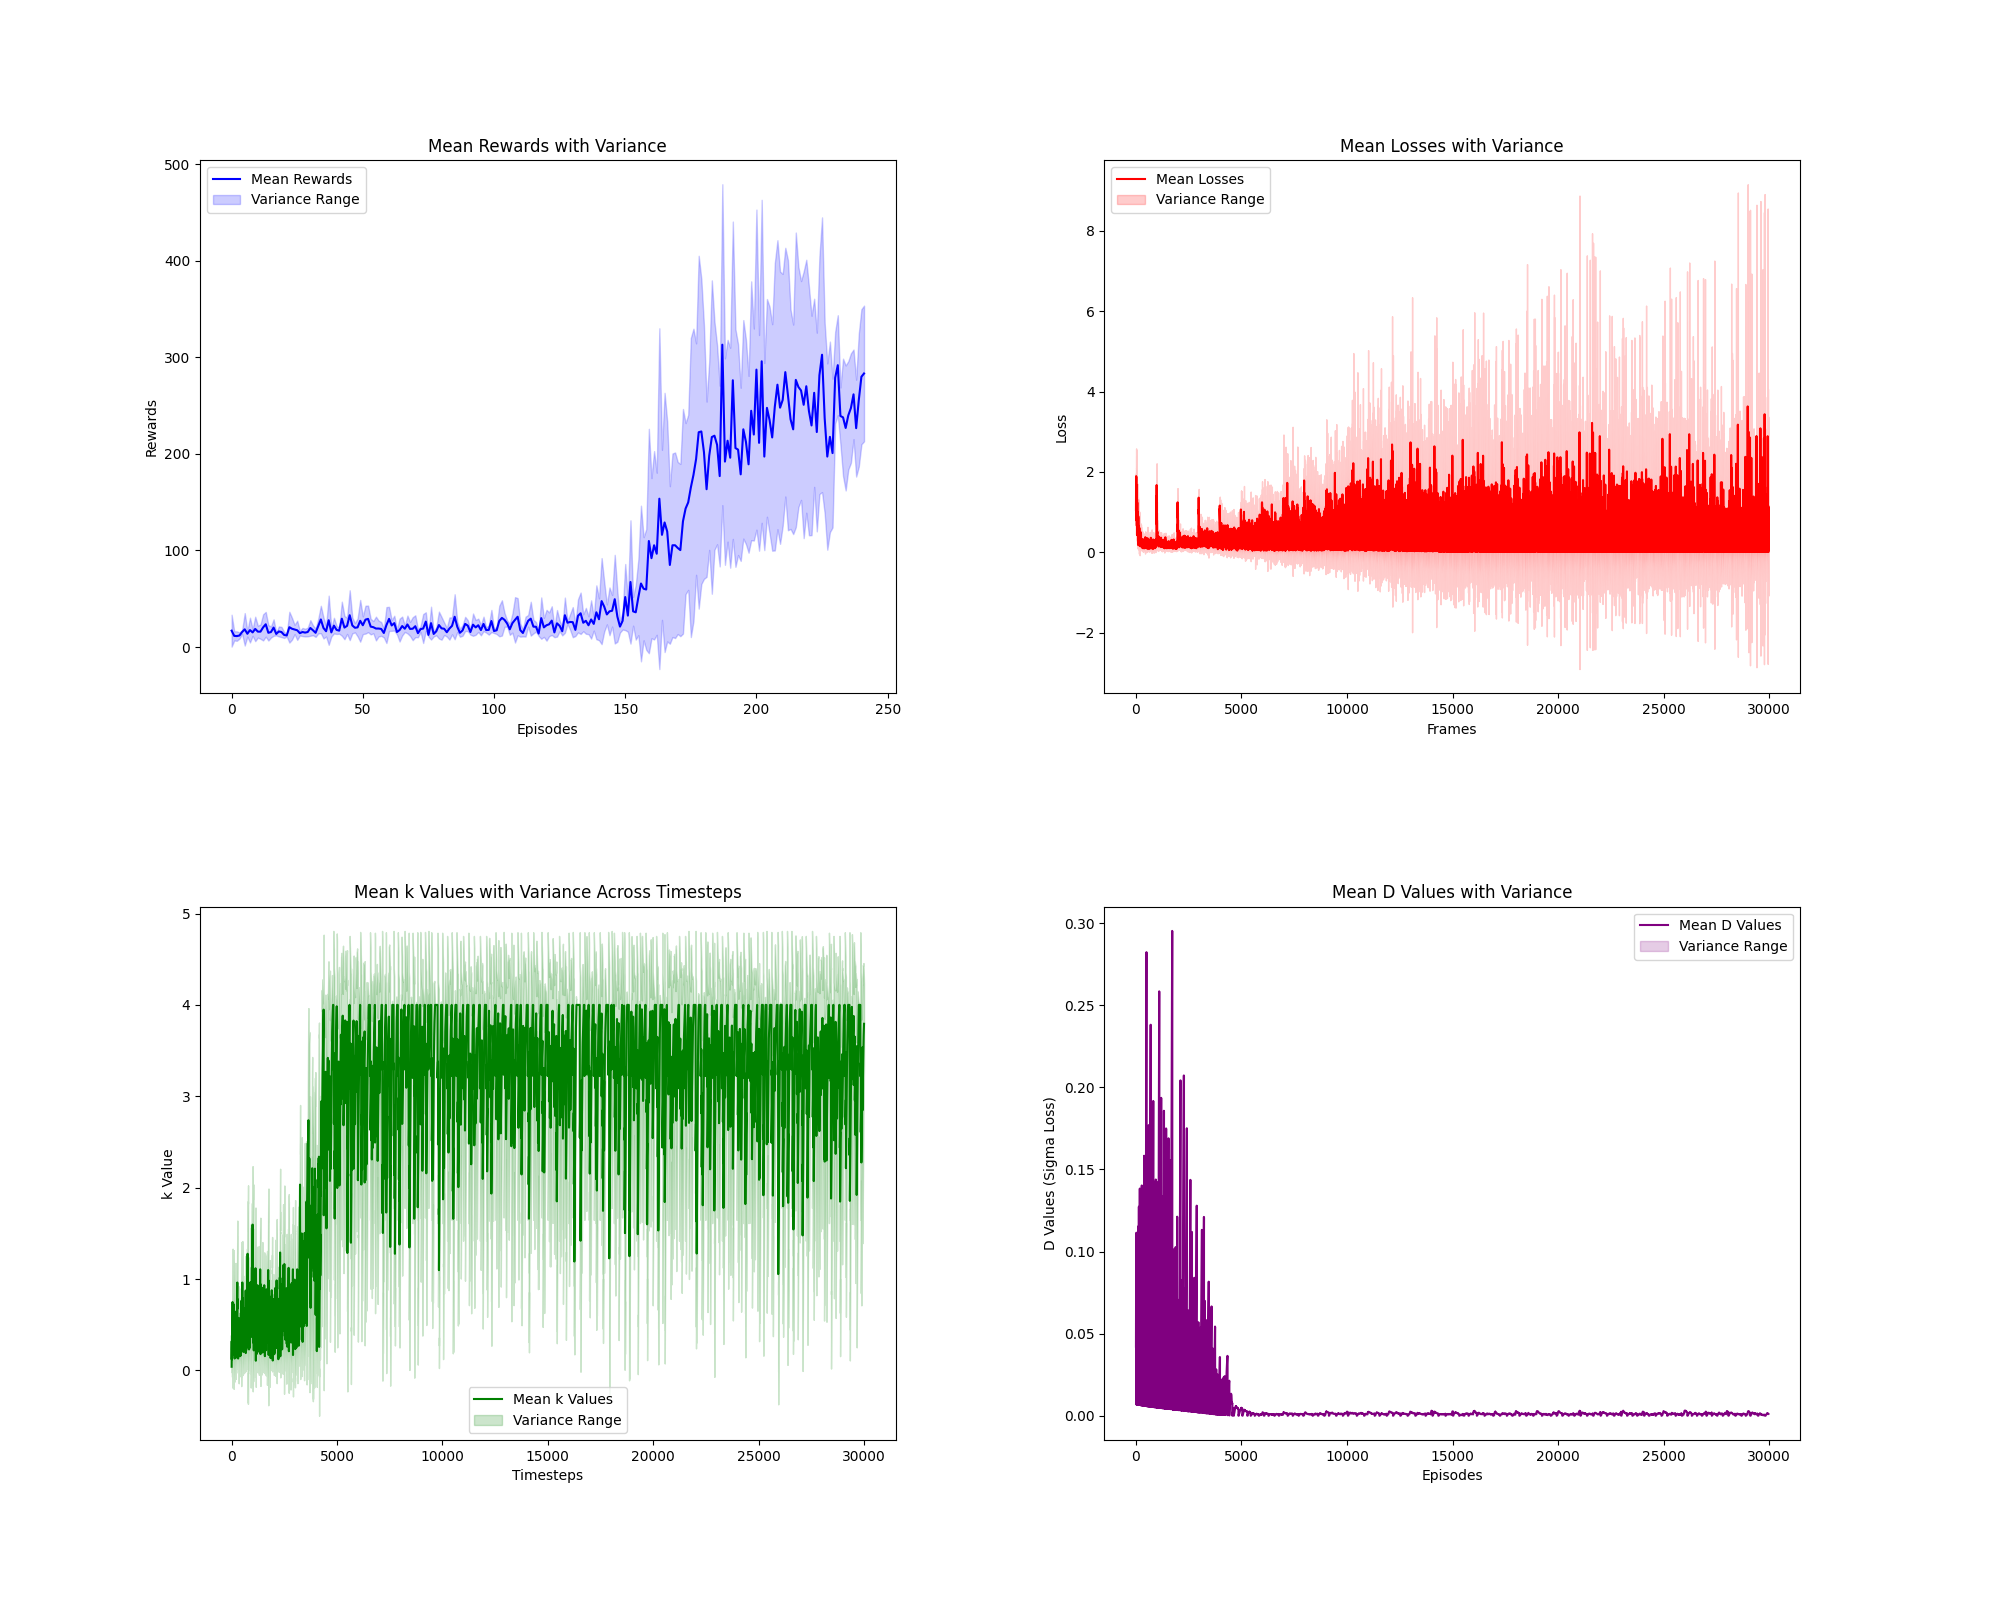 Mean Rewards with Variance
500
400
300
200
100
0
Rewards
Mean Rewards
Variance Range
0 50 100 150 200 250
Episodes
Mean Losses with Variance
8
6
4
2
0
−2
Loss
Mean Losses
Variance Range
0 5000 10000 15000 20000 25000 30000
Frames
Mean k Values with Variance Across Timesteps
5
4
3
2
1
0
k Value
Mean k Values
Variance Range
0 5000 10000 15000 20000 25000 30000
Timesteps
Mean D Values with Variance
0.30
0.25
0.20
0.15
0.10
0.05
0.00
D Values (Sigma Loss)
Mean D Values
Variance Range
0 5000 10000 15000 20000 25000 30000
Episodes